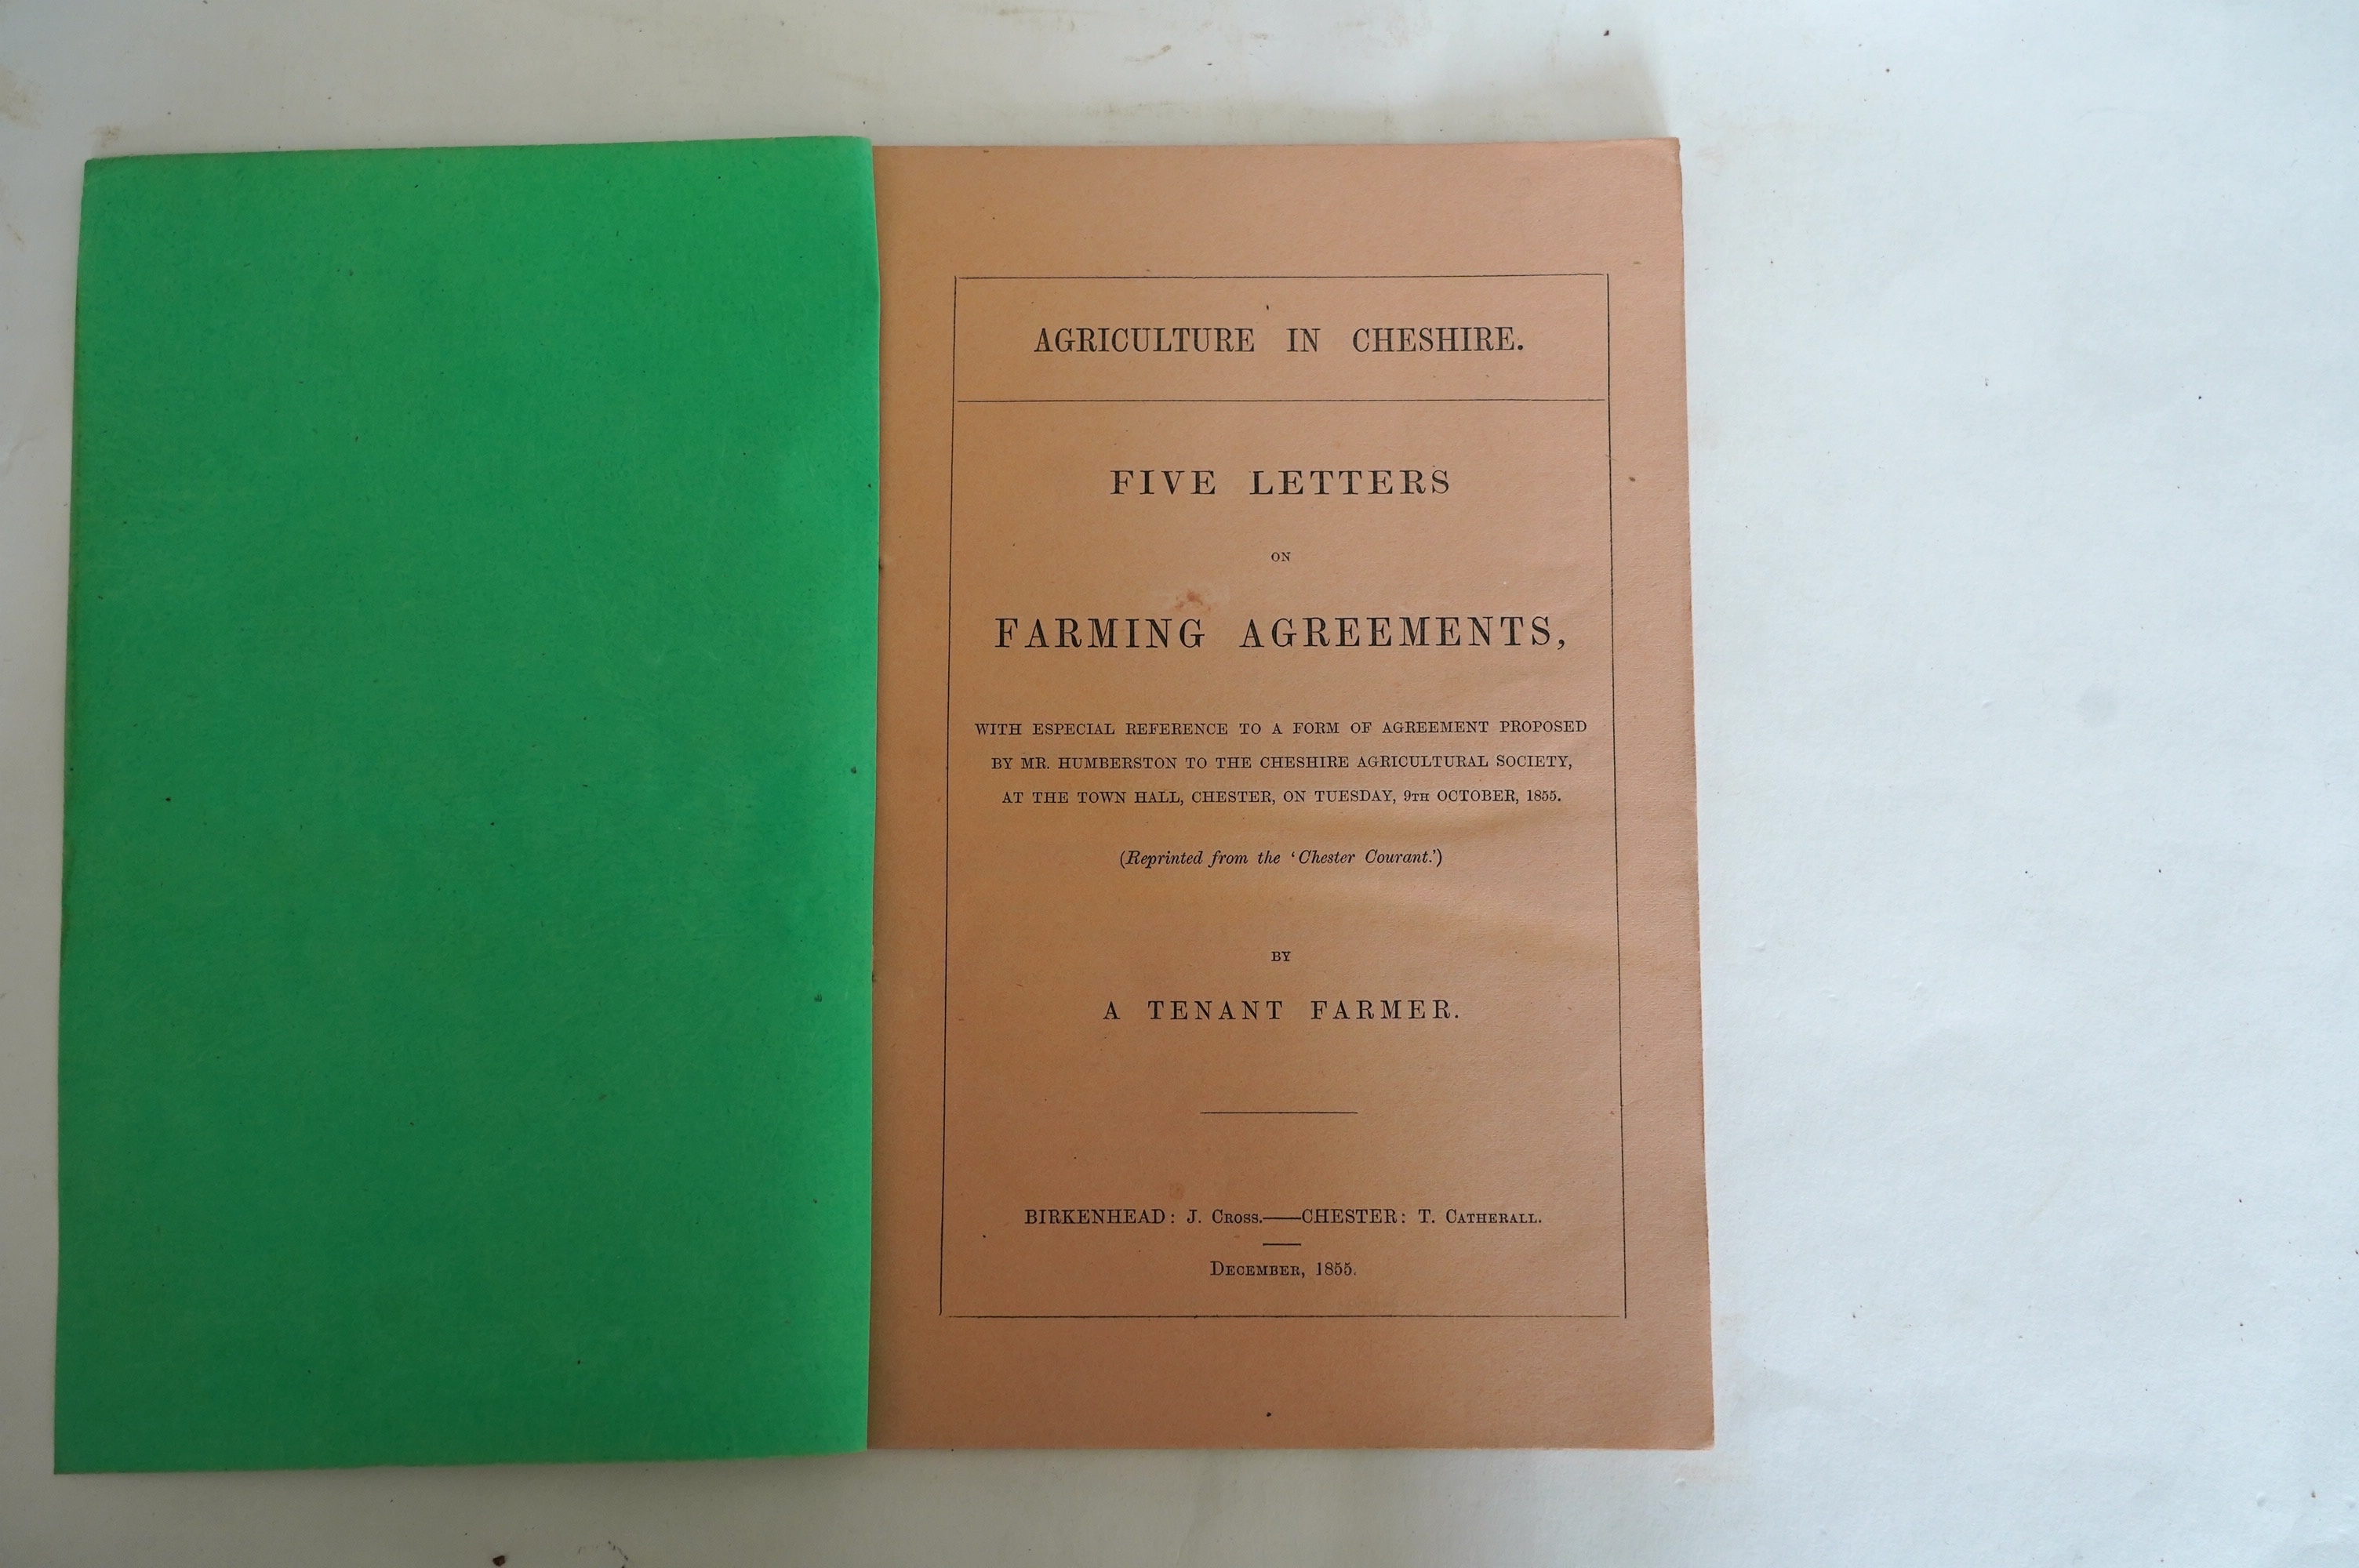 AGRICULTURE IN CHESHIRE.
FIVE LETTERS
ON
FARMING AGREEMENTS,
WITH ESPECIAL REFERENCE TO A FORM OF AGREEMENT PROPOSED
BY MR. HUMBERSTON TO THE CHESHIRE AGRICULTURAL SOCIETY,
AT THE TOWN HALL, CHESTER, ON TUESDAY, 9TH OCTOBER, 1855.
(Reprinted from the ‘Chester Courant.’)
BY
A TENANT FARMER.
BIRKENHEAD: J. CROSS.——CHESTER: T. CATHERALL.
DECEMBER, 1855.